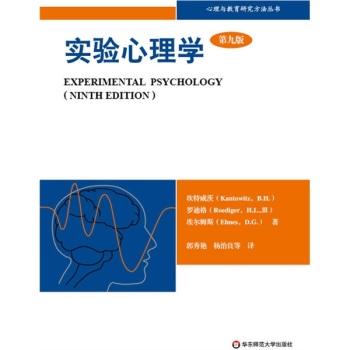 心理与教育研究方法丛书
实验心理学 第九版
EXPERIMENTAL PSYCHOLOGY
( NINTH EDITION )
坎特威茨（Kantowitz, B.H.）
罗迪格（Roediger, H.L.,Ⅲ）
埃尔姆斯（Elmes, D.G.） 著
郭秀艳 杨治良等 译
华东师范大学出版社